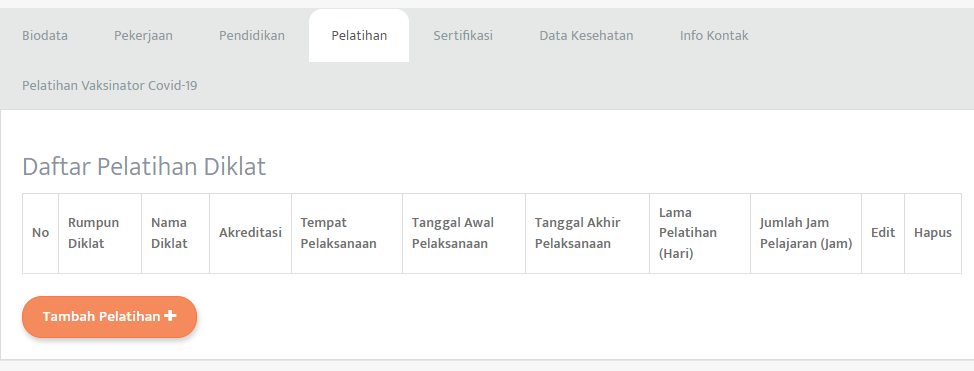 Biodata Pekerjaan Pendidikan Pelatihan Sertifikasi Data Kesehatan Info Kontak
Pelatihan Vaksinator Covid-19
Daftar Pelatihan Diklat
No
Rumpun
Diklat
Nama
Diklat
Akreditasi
Tempat
Pelaksanaan
Tanggal Awal
Pelaksanaan
Tanggal Akhir
Pelaksanaan
Lama
Pelatihan
(Hari)
Jumlah Jam
Pelajaran (Jam)
Edit
Hapus
Tambah Pelatihan +